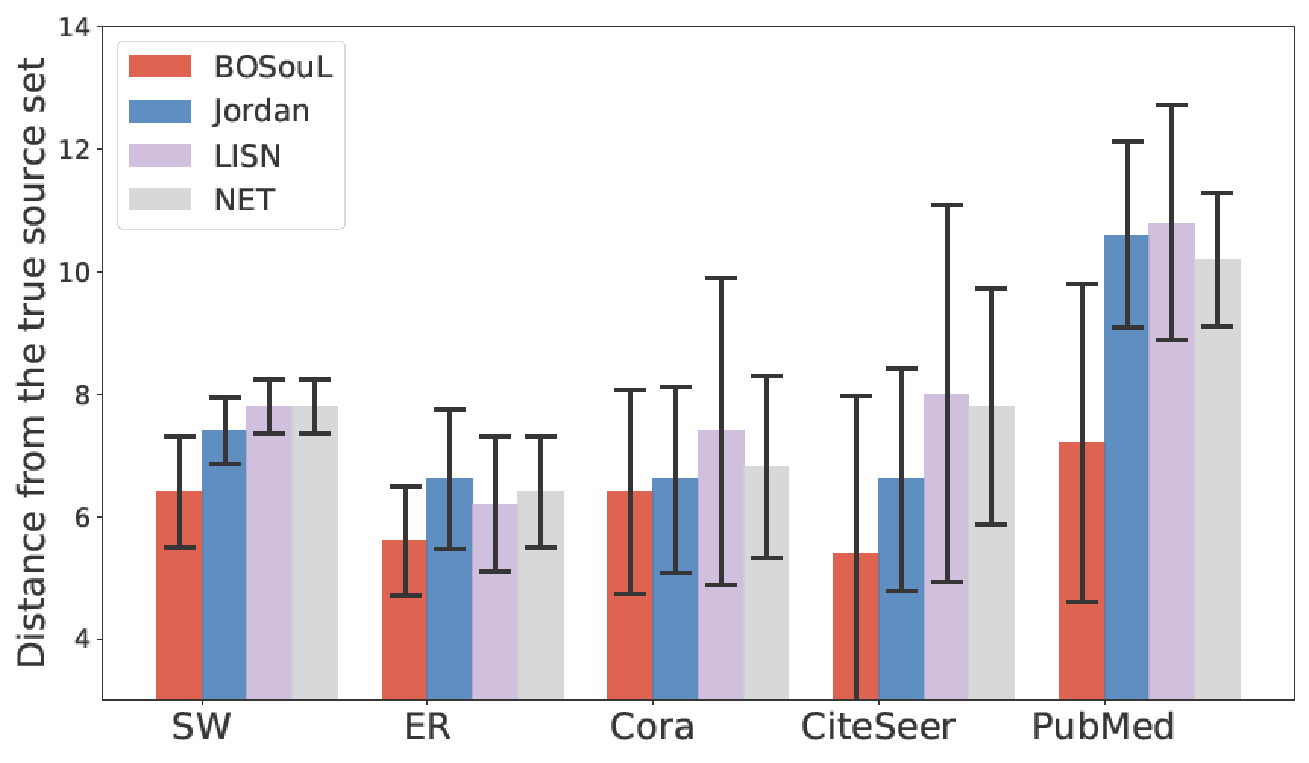 Distance from the true source set
14
12
10
8
6
4
BOSouL
Jordan
LISN
NET
SW
ER
Cora
CiteSeer
PubMed